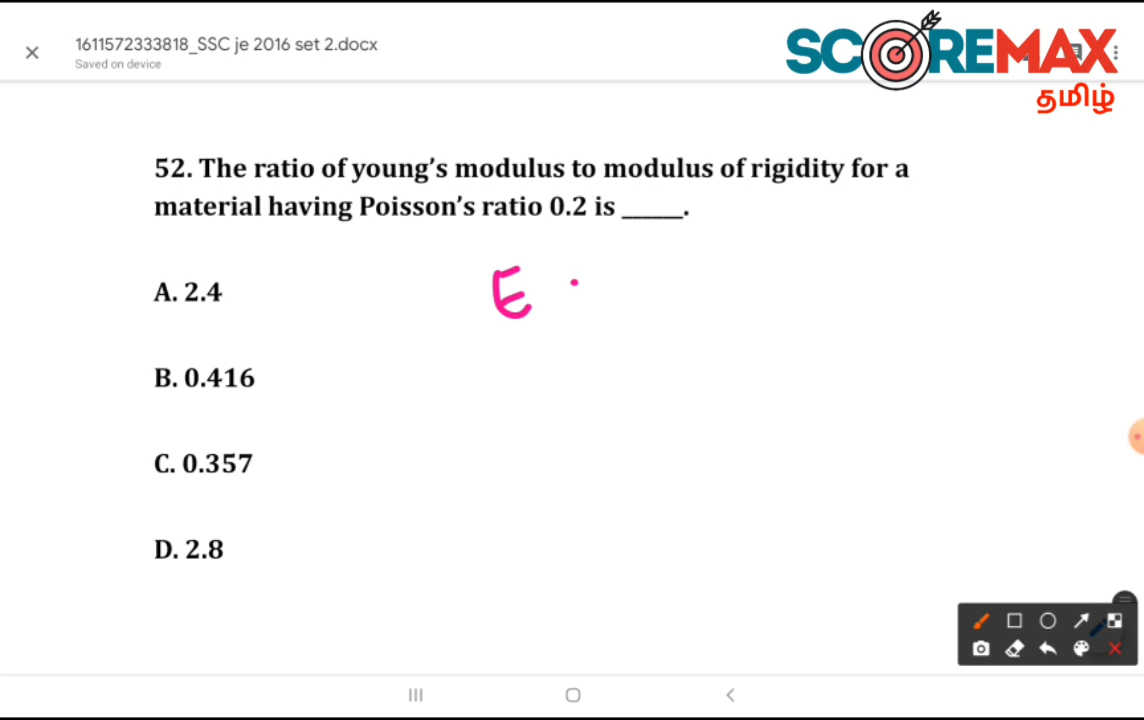 1611572333818_SSC je 2016 set 2.docx
Saved on device
SCOREMAX
தமிழ்
52. The ratio of young’s modulus to modulus of rigidity for a
material having Poisson’s ratio 0.2 is ______.
A. 2.4
E
B. 0.416
C. 0.357
D. 2.8